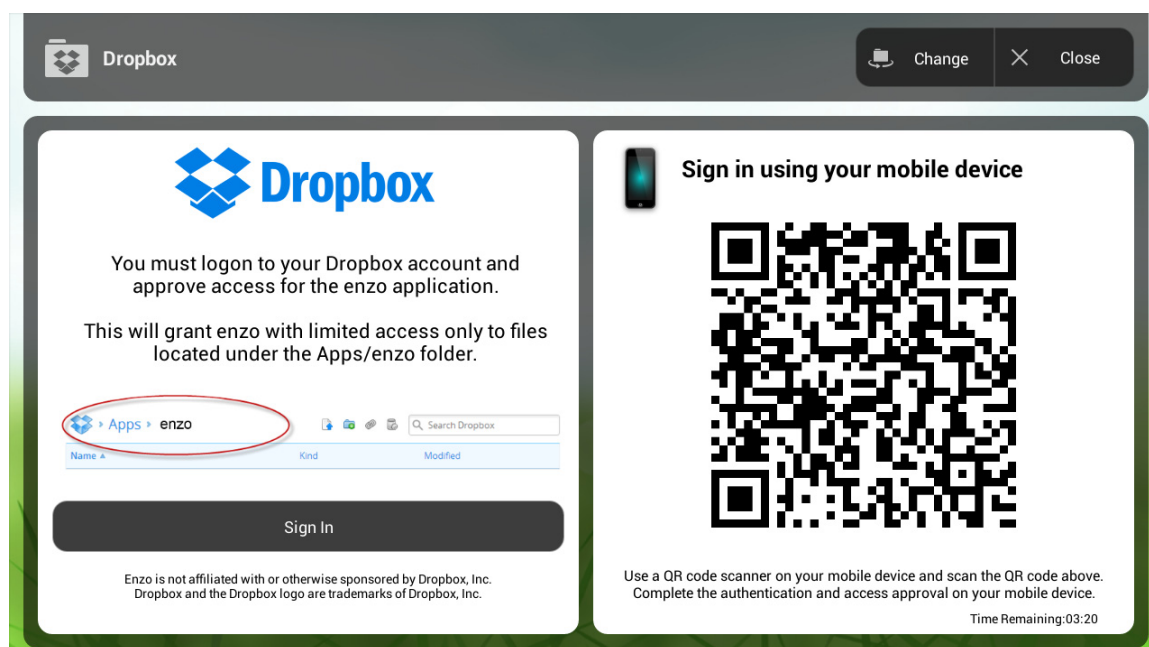 Dropbox
Change
Close
Dropbox
You must logon to your Dropbox account and
approve access for the enzo application.
This will grant enzo with limited access only to files
located under the Apps/enzo folder.
Apps
enzo
Search Dropbox
Name
Kind
Modified
Sign In
Enzo is not affiliated with or otherwise sponsored by Dropbox, Inc.
Dropbox and the Dropbox logo are trademarks of Dropbox, Inc.
Sign in using your mobile device
Use a QR code scanner on your mobile device and scan the QR code above.
Complete the authentication and access approval on your mobile device.
Time Remaining:03:20